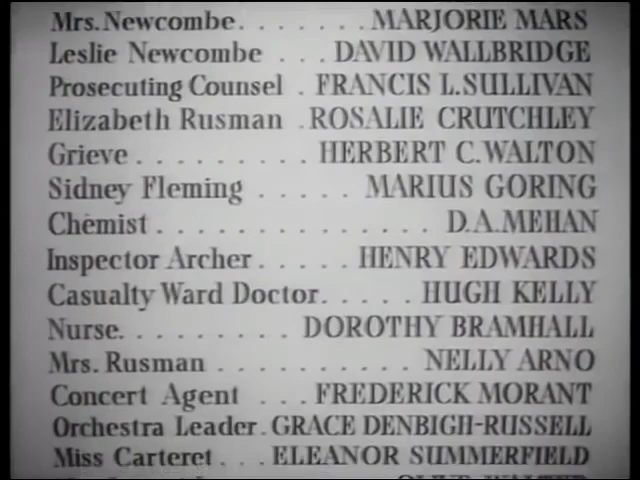 Mrs. Newcombe. . . . . . . MARJORIE MARS
Leslie Newcombe . . . DAVID WALLBRIDGE
Prosecuting Counsel . FRANCIS L. SULLIVAN
Elizabeth Rusman . ROSALIE CRUTCHLEY
Grieve . . . . . . . . . HERBERT C. WALTON
Sidney Fleming . . . . . MARIUS GORING
Chemist . . . . . . . . . . . . . . D.A. MEHAN
Inspector Archer . . . . . HENRY EDWARDS
Casualty Ward Doctor. . . . . HUGH KELLY
Nurse. . . . . . . . . DOROTHY BRAMHALL
Mrs. Rusman . . . . . . . . . . . NELLY ARNO
Concert Agent . . . FREDERICK MORANT
Orchestra Leader . GRACE DENBIGH-RUSSELL
Miss Carteret . . . ELEANOR SUMMERFIELD